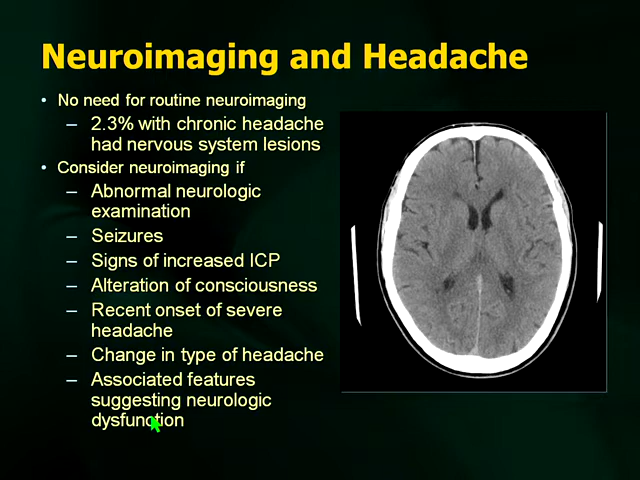 Neuroimaging and Headache
• No need for routine neuroimaging
– 2.3% with chronic headache
had nervous system lesions
• Consider neuroimaging if
– Abnormal neurologic
examination
– Seizures
– Signs of increased ICP
– Alteration of consciousness
– Recent onset of severe
headache
– Change in type of headache
– Associated features
suggesting neurologic
dysfunction